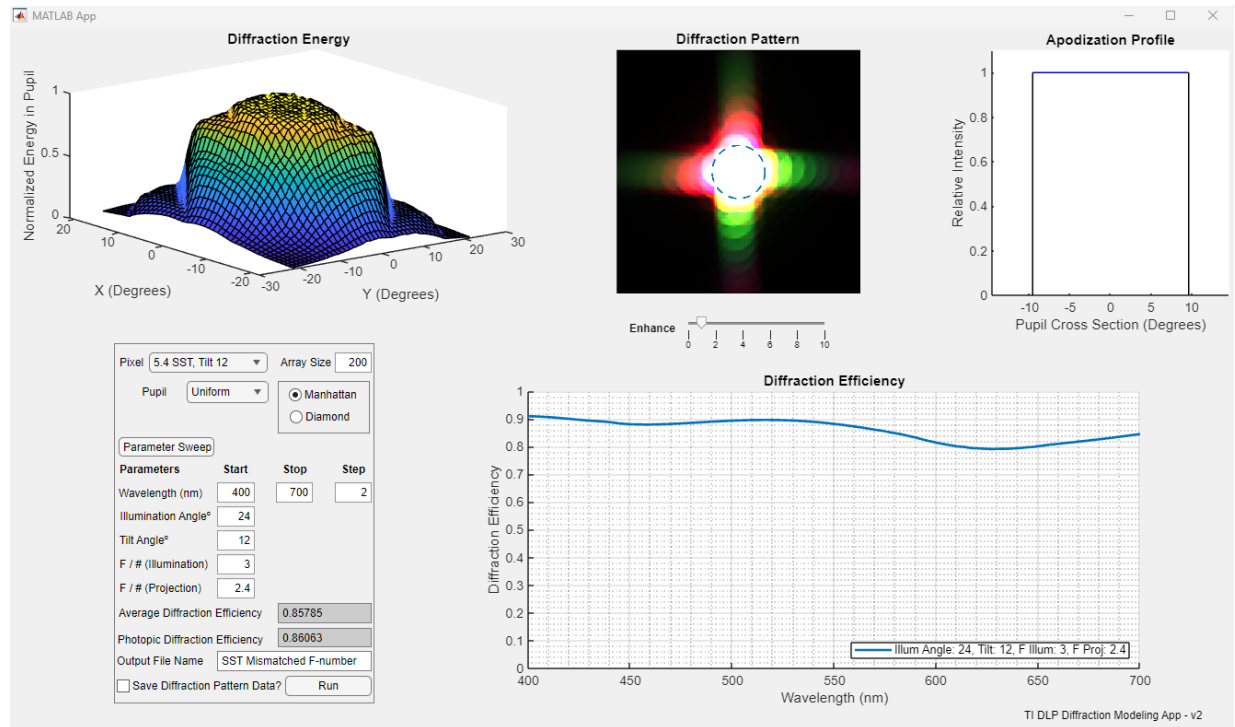 MATLAB App
Diffraction Energy
Normalized Energy in Pupil
1
0.5
0
20
10
0
-10
-20
-30
-20
-10
0
10
20
30
X (Degrees)
Y (Degrees)
Diffraction Pattern
Enhance
0 2 4 6 8 10
Apodization Profile
Relative Intensity
1
0.8
0.6
0.4
0.2
0
-10 -5 0 5 10
Pupil Cross Section (Degrees)
Pixel 5.4 SST, Tilt 12 Array Size 200
Pupil Uniform
Manhattan
Diamond
Parameter Sweep
Parameters Start Stop Step
Wavelength (nm) 400 700 2
Illumination Angle° 24
Tilt Angle° 12
F / # (Illumination) 3
F / # (Projection) 2.4
Average Diffraction Efficiency 0.85785
Photopic Diffraction Efficiency 0.86063
Output File Name SST Mismatched F-number
Save Diffraction Pattern Data? Run
Diffraction Efficiency
Diffraction Efficiency
1
0.9
0.8
0.7
0.6
0.5
0.4
0.3
0.2
0.1
0
Illum Angle: 24, Tilt: 12, F Illum: 3, F Proj: 2.4
400 450 500 550 600 650 700
Wavelength (nm)
TI DLP Diffraction Modeling App - v2